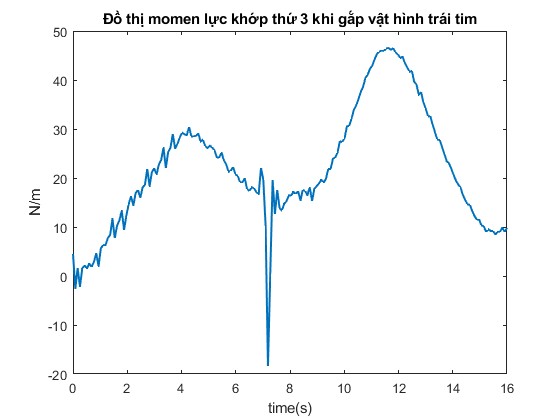 Đồ thị momen lực khớp thứ 3 khi gắp vật hình trái tim
50
40
30
20
10
0
-10
-20
N/m
0 2 4 6 8 10 12 14 16
time(s)